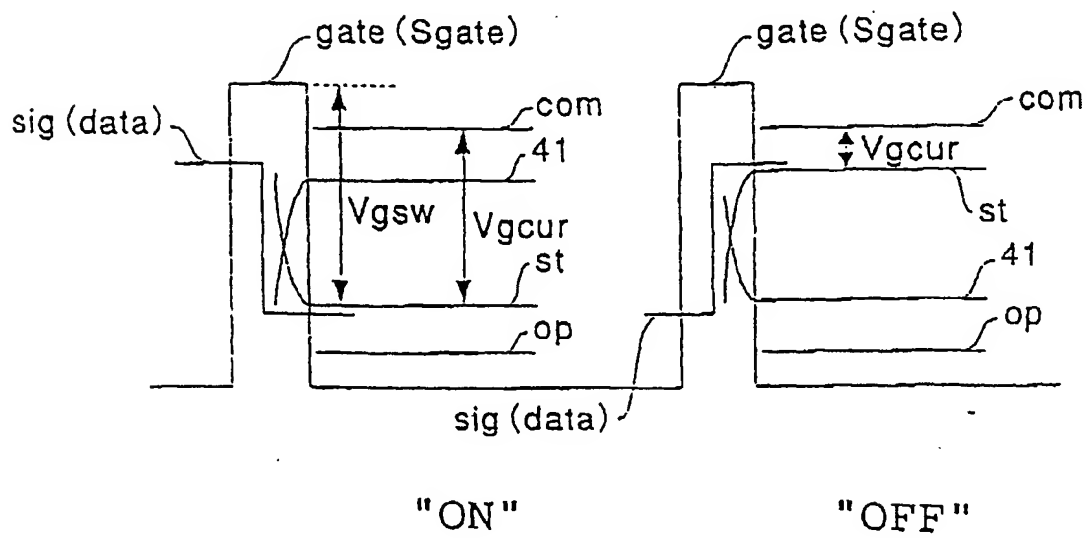 gate (Sgate)
gate (Sgate)
sig (data)
com
com
41
Vgcur
Vgsw
Vgcur
st
st
41
op
op
sig (data)
"ON"
"OFF"